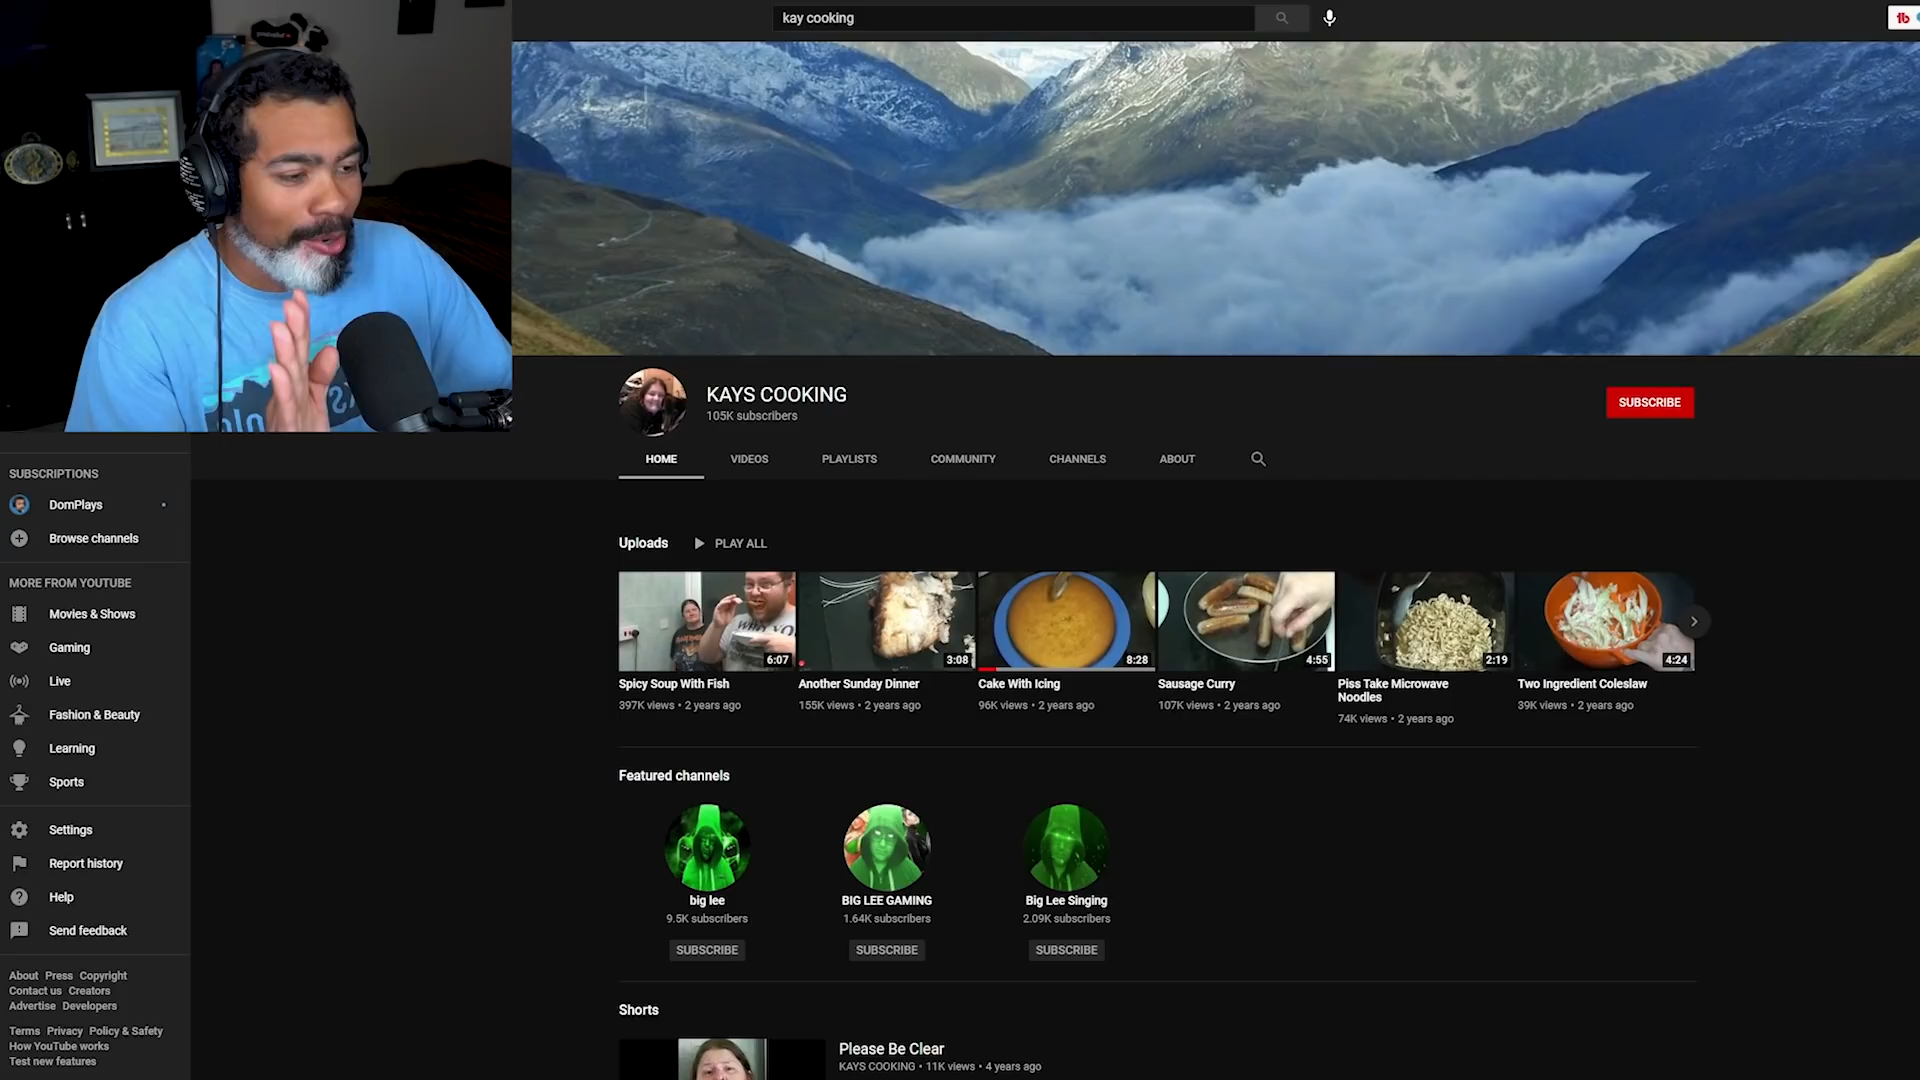 kay cooking
KAYS COOKING
105K subscribers
SUBSCRIBE
HOME
VIDEOS
PLAYLISTS
COMMUNITY
CHANNELS
ABOUT
SUBSCRIPTIONS
DomPlays
Browse channels
MORE FROM YOUTUBE
Movies & Shows
Gaming
Live
Fashion & Beauty
Learning
Sports
Settings
Report history
Help
Send feedback
About Press Copyright
Contact us Creators
Advertise Developers
Terms Privacy Policy & Safety
How YouTube works
Test new features
Uploads
PLAY ALL
6:07
3:08
8:28
4:55
2:19
4:24
Spicy Soup With Fish
397K views • 2 years ago
Another Sunday Dinner
155K views • 2 years ago
Cake With Icing
96K views • 2 years ago
Sausage Curry
107K views • 2 years ago
Piss Take Microwave
Noodles
74K views • 2 years ago
Two Ingredient Coleslaw
39K views • 2 years ago
Featured channels
big lee
9.5K subscribers
SUBSCRIBE
BIG LEE GAMING
1.64K subscribers
SUBSCRIBE
Big Lee Singing
2.09K subscribers
SUBSCRIBE
Shorts
Please Be Clear
KAYS COOKING • 11K views • 4 years ago
tb